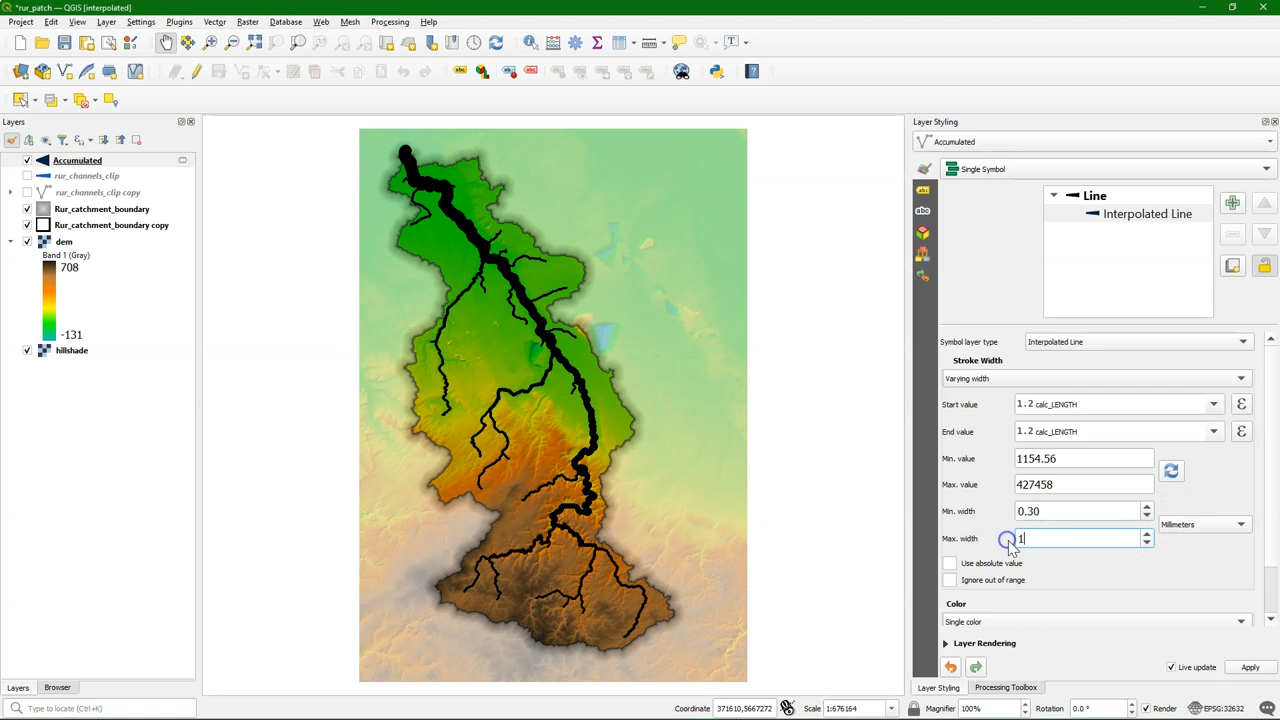 *rur_patch — QGIS [interpolated]
Project Edit View Layer Settings Plugins Vector Raster Database Web Mesh Processing Help
Layers
Layer Styling
Accumulated
Accumulated
Single Symbol
rur_channels_clip
rur_channels_clip copy
Rur_catchment_boundary
Rur_catchment_boundary copy
dem
Band 1 (Gray)
708
-131
hillshade
Line
Interpolated Line
Symbol layer type Interpolated Line
Stroke Width
Varying width
Start value 1.2 calc_LENGTH
End value 1.2 calc_LENGTH
Min. value 1154.56
Max. value 427458
Min. width 0.30
Millimeters
Max. width 1
Use absolute value
Ignore out of range
Color
Single color
Layer Rendering
Live update Apply
Layers Browser
Layer Styling Processing Toolbox
Type to locate (Ctrl+K)
Coordinate 371610,5667272 Scale 1:676164 Magnifier 100% Rotation 0.0 ° Render EPSG:32632